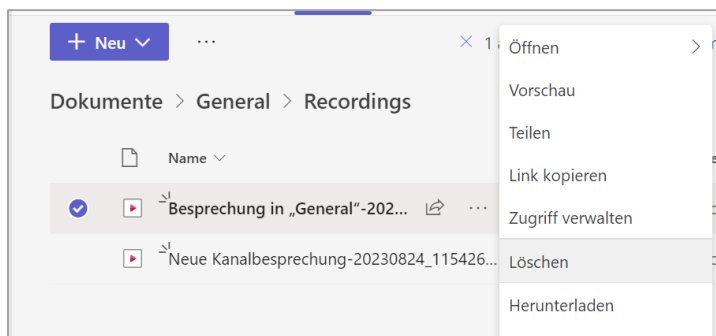 Neu
1
Öffnen
Vorschau
Dokumente > General > Recordings
Teilen
Name
Link kopieren
Besprechung in „General“-202...
Zugriff verwalten
Neue Kanalbesprechung-20230824_115426...
Löschen
Herunterladen